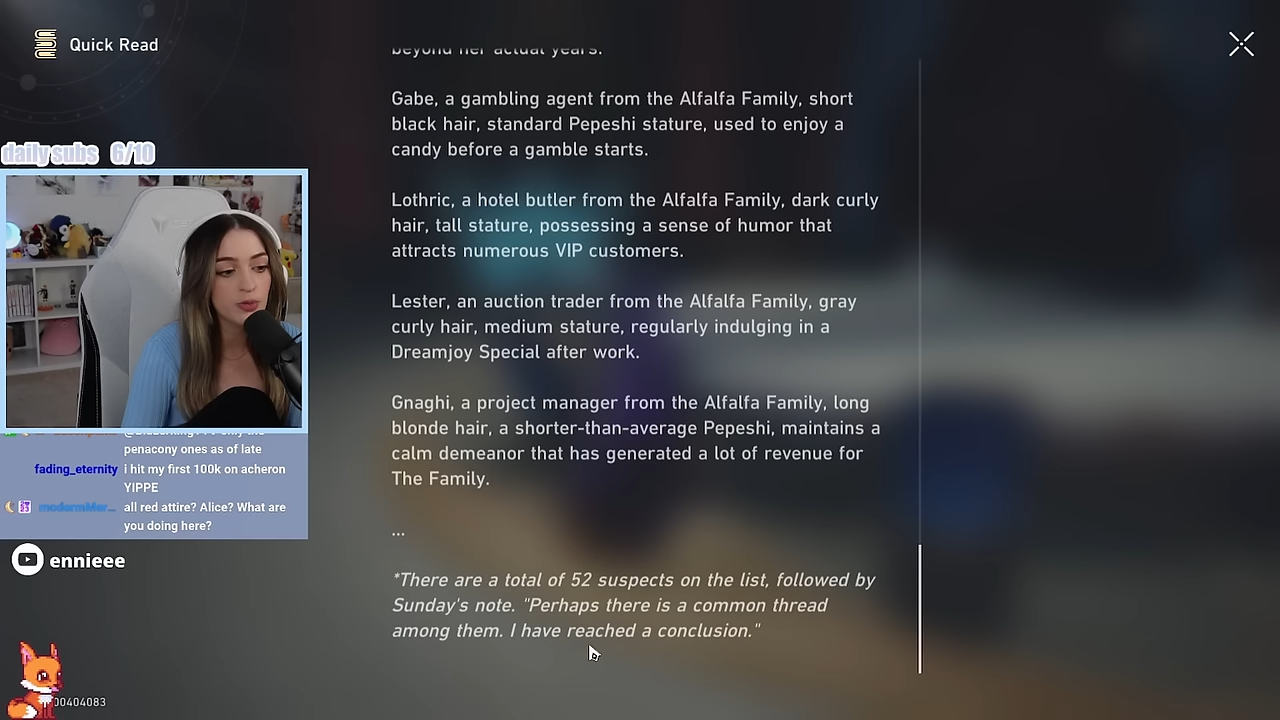 Quick Read
beyond her actual years.
Gabe, a gambling agent from the Alfalfa Family, short
black hair, standard Pepeshi stature, used to enjoy a
candy before a gamble starts.
Lothric, a hotel butler from the Alfalfa Family, dark curly
hair, tall stature, possessing a sense of humor that
attracts numerous VIP customers.
Lester, an auction trader from the Alfalfa Family, gray
curly hair, medium stature, regularly indulging in a
Dreamjoy Special after work.
Gnaghi, a project manager from the Alfalfa Family, long
blonde hair, a shorter-than-average Pepeshi, maintains a
calm demeanor that has generated a lot of revenue for
The Family.
...
*There are a total of 52 suspects on the list, followed by
Sunday's note. "Perhaps there is a common thread
among them. I have reached a conclusion."
daily subs 6/10
penacony ones as of late
fading_eternity i hit my first 100k on acheron
YIPPE
all red attire? Alice? What are
you doing here?
ennieee
00404083